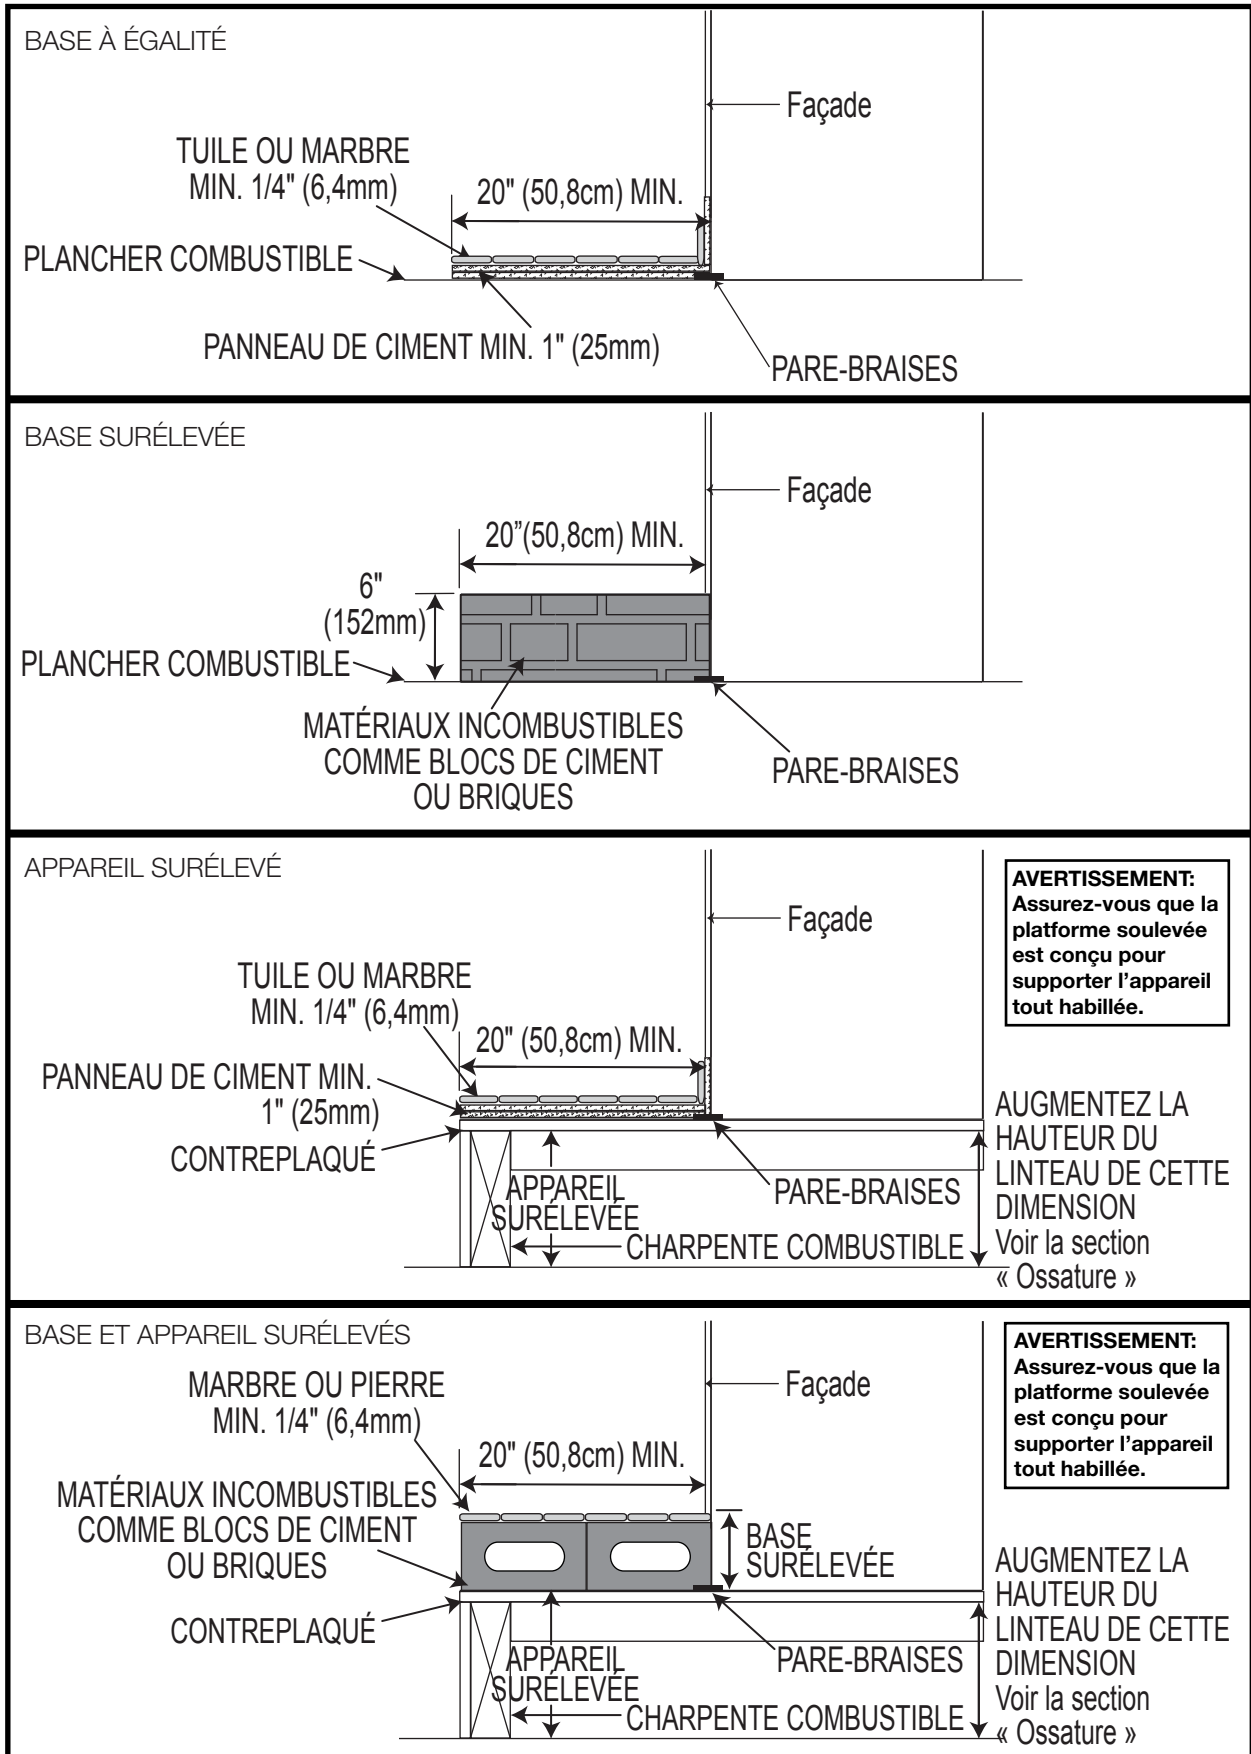 BASE À ÉGALITÉ
Façade
TUILE OU MARBRE
MIN. 1/4" (6,4mm)
20" (50,8cm) MIN.
PLANCHER COMBUSTIBLE
PANNEAU DE CIMENT MIN. 1" (25mm)
PARE-BRAISES
BASE SURÉLEVÉE
Façade
20”(50,8cm) MIN.
6"
(152mm)
PLANCHER COMBUSTIBLE
MATÉRIAUX INCOMBUSTIBLES
COMME BLOCS DE CIMENT
OU BRIQUES
PARE-BRAISES
APPAREIL SURÉLEVÉ
AVERTISSEMENT:
Assurez-vous que la
platforme soulevée
est conçu pour
supporter l’appareil
tout habillée.
Façade
TUILE OU MARBRE
MIN. 1/4" (6,4mm)
20" (50,8cm) MIN.
PANNEAU DE CIMENT MIN.
1" (25mm)
CONTREPLAQUÉ
APPAREIL
SURÉLEVÉE
PARE-BRAISES
CHARPENTE COMBUSTIBLE
AUGMENTEZ LA
HAUTEUR DU
LINTEAU DE CETTE
DIMENSION
Voir la section
« Ossature »
BASE ET APPAREIL SURÉLEVÉS
AVERTISSEMENT:
Assurez-vous que la
platforme soulevée
est conçu pour
supporter l’appareil
tout habillée.
Façade
MARBRE OU PIERRE
MIN. 1/4" (6,4mm)
20" (50,8cm) MIN.
MATÉRIAUX INCOMBUSTIBLES
COMME BLOCS DE CIMENT
OU BRIQUES
BASE
SURÉLEVÉE
CONTREPLAQUÉ
APPAREIL
SURÉLEVÉE
PARE-BRAISES
CHARPENTE COMBUSTIBLE
AUGMENTEZ LA
HAUTEUR DU
LINTEAU DE CETTE
DIMENSION
Voir la section
« Ossature »